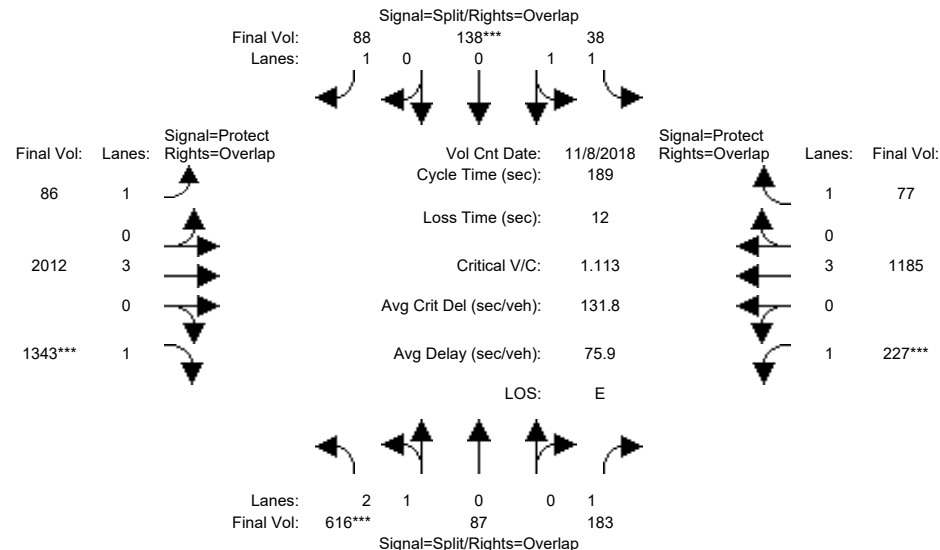 Signal=Split/Rights=Overlap
Final Vol: 88 138*** 38
Lanes: 1 0 0 1 1
Signal=Protect Signal=Protect
Final Vol: Lanes: Rights=Overlap Vol Cnt Date: 11/8/2018 Rights=Overlap Lanes: Final Vol:
Cycle Time (sec): 189
86 1 1 77
Loss Time (sec): 12
0 0
2012 3 Critical V/C: 1.113 3 1185
0 Avg Crit Del (sec/veh): 131.8 0
1343*** 1 Avg Delay (sec/veh): 75.9 1 227***
LOS: E
Lanes: 2 1 0 0 1
Final Vol: 616*** 87 183
Signal=Split/Rights=Overlap